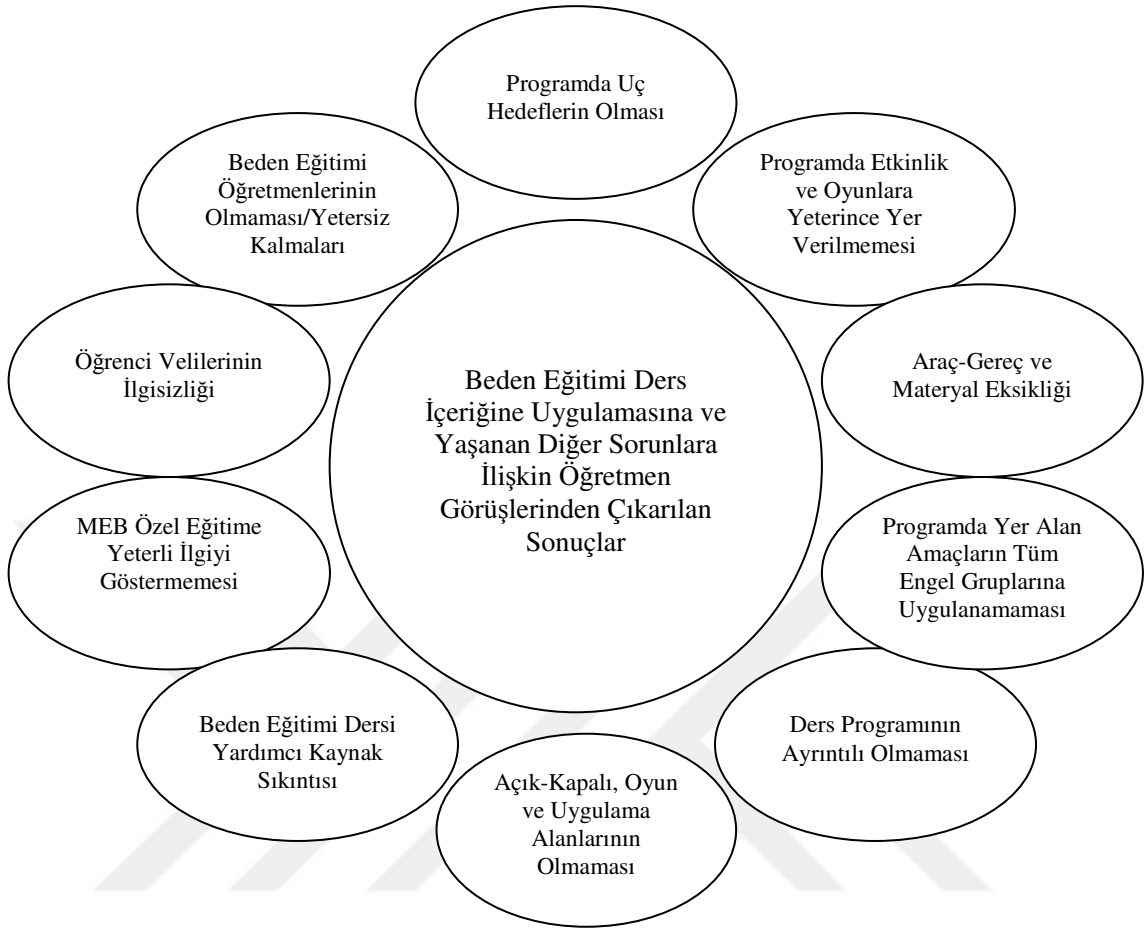 Programda Uç
Hedeflerin Olması
Beden Eğitimi
Öğretmenlerinin
Olmaması/Yetersiz
Kalmaları
Programda Etkinlik
ve Oyunlara
Yeterince Yer
Verilmemesi
Öğrenci Velilerinin
İlgisizliği
Araç-Gereç ve
Materyal Eksikliği
Beden Eğitimi Ders
İçeriğine Uygulamasına ve
Yaşanan Diğer Sorunlara
İlişkin Öğretmen
Görüşlerinden Çıkarılan
Sonuçlar
MEB Özel Eğitime
Yeterli İlgiyi
Göstermemesi
Programda Yer Alan
Amaçların Tüm
Engel Gruplarına
Uygulanamaması
Beden Eğitimi Dersi
Yardımcı Kaynak
Sıkıntısı
Ders Programının
Ayrıntılı Olmaması
Açık-Kapalı, Oyun
ve Uygulama
Alanlarının
Olmaması